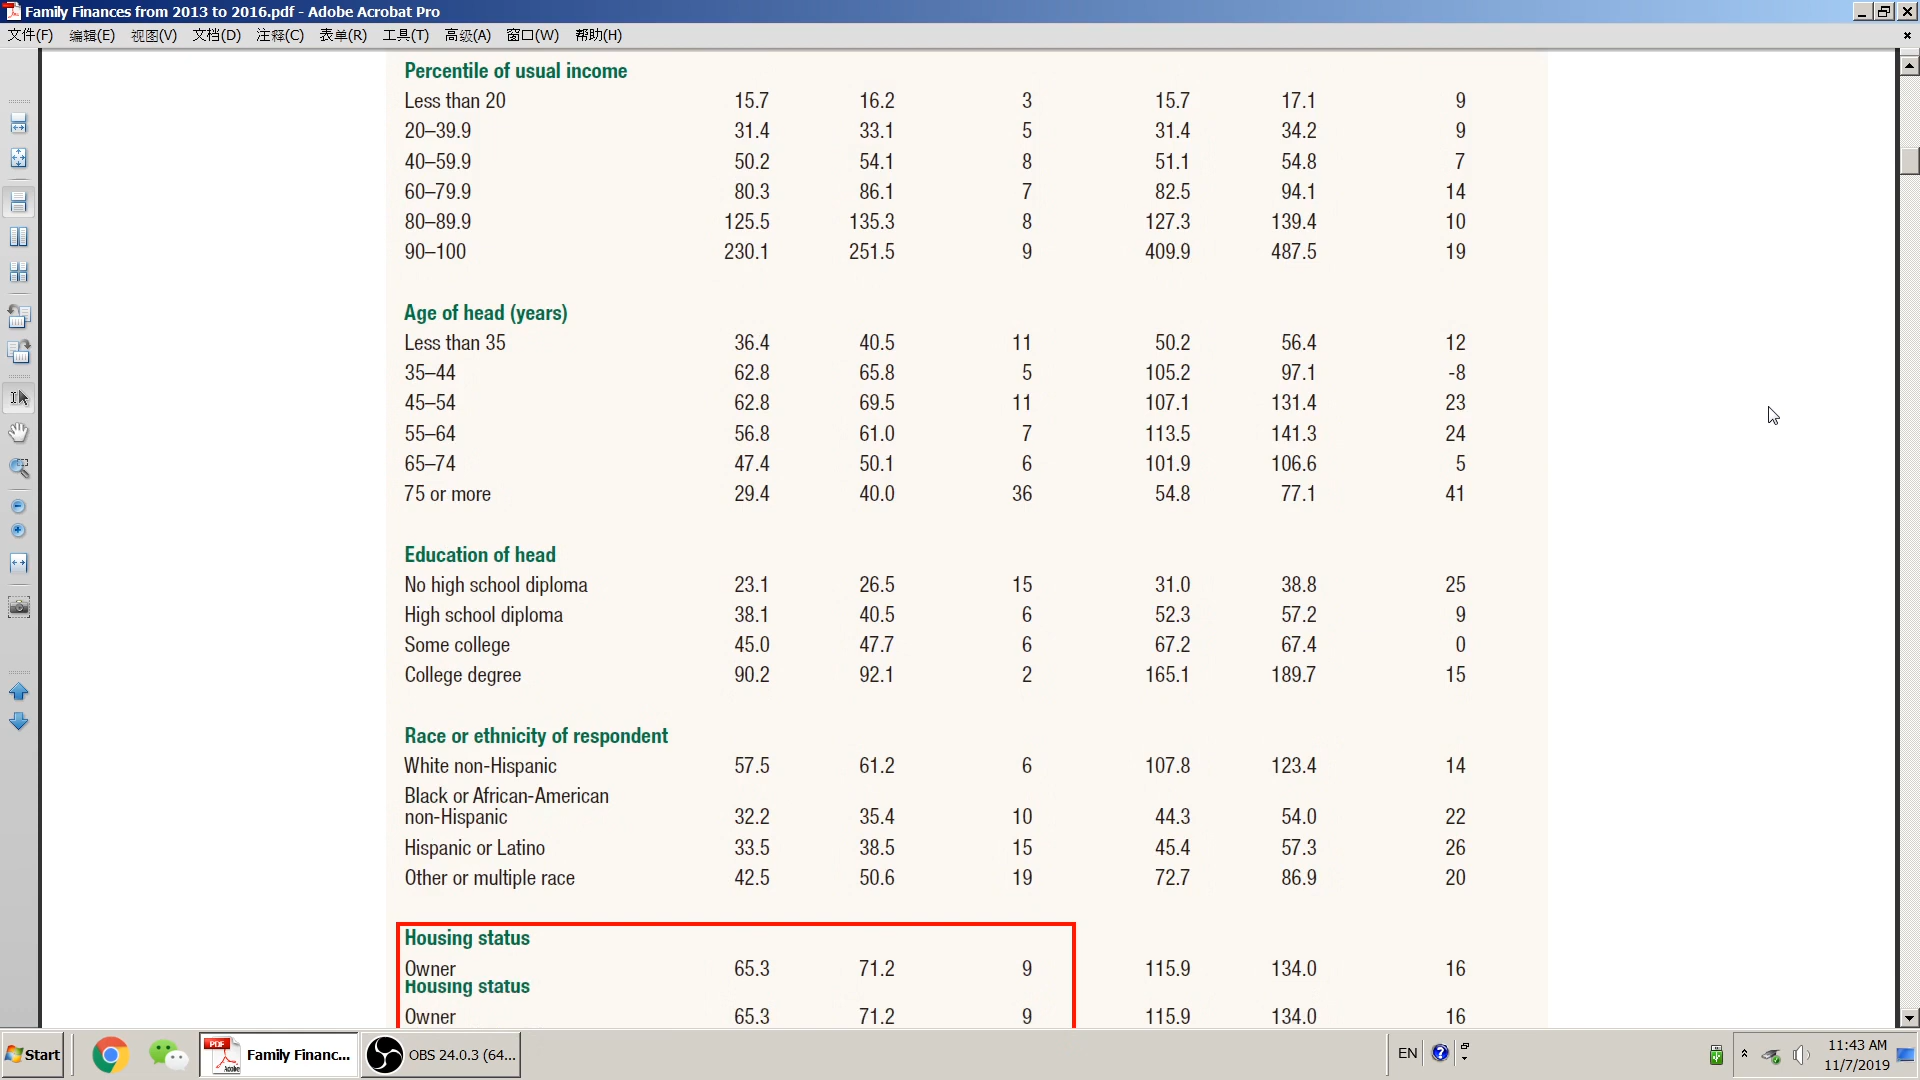 Family Finances from 2013 to 2016.pdf - Adobe Acrobat Pro
文件(F) 编辑(E) 视图(V) 文档(D) 注释(C) 表单(R) 工具(T) 高级(A) 窗口(W) 帮助(H)
Percentile of usual income
Less than 20 15.7 16.2 3 15.7 17.1 9
20–39.9 31.4 33.1 5 31.4 34.2 9
40–59.9 50.2 54.1 8 51.1 54.8 7
60–79.9 80.3 86.1 7 82.5 94.1 14
80–89.9 125.5 135.3 8 127.3 139.4 10
90–100 230.1 251.5 9 409.9 487.5 19
Age of head (years)
Less than 35 36.4 40.5 11 50.2 56.4 12
35–44 62.8 65.8 5 105.2 97.1 -8
45–54 62.8 69.5 11 107.1 131.4 23
55–64 56.8 61.0 7 113.5 141.3 24
65–74 47.4 50.1 6 101.9 106.6 5
75 or more 29.4 40.0 36 54.8 77.1 41
Education of head
No high school diploma 23.1 26.5 15 31.0 38.8 25
High school diploma 38.1 40.5 6 52.3 57.2 9
Some college 45.0 47.7 6 67.2 67.4 0
College degree 90.2 92.1 2 165.1 189.7 15
Race or ethnicity of respondent
White non-Hispanic 57.5 61.2 6 107.8 123.4 14
Black or African-American
non-Hispanic 32.2 35.4 10 44.3 54.0 22
Hispanic or Latino 33.5 38.5 15 45.4 57.3 26
Other or multiple race 42.5 50.6 19 72.7 86.9 20
Housing status
Owner 65.3 71.2 9 115.9 134.0 16
Housing status
Owner 65.3 71.2 9 115.9 134.0 16
Start Family Financ... OBS 24.0.3 (64... EN 11:43 AM
11/7/2019